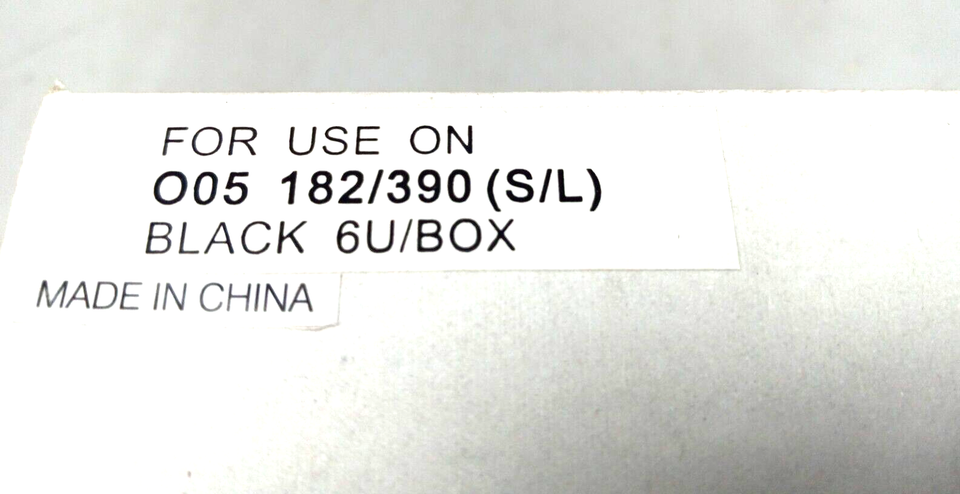 FOR USE ON
O05 182/390 (S/L)
BLACK 6U/BOX
MADE IN CHINA